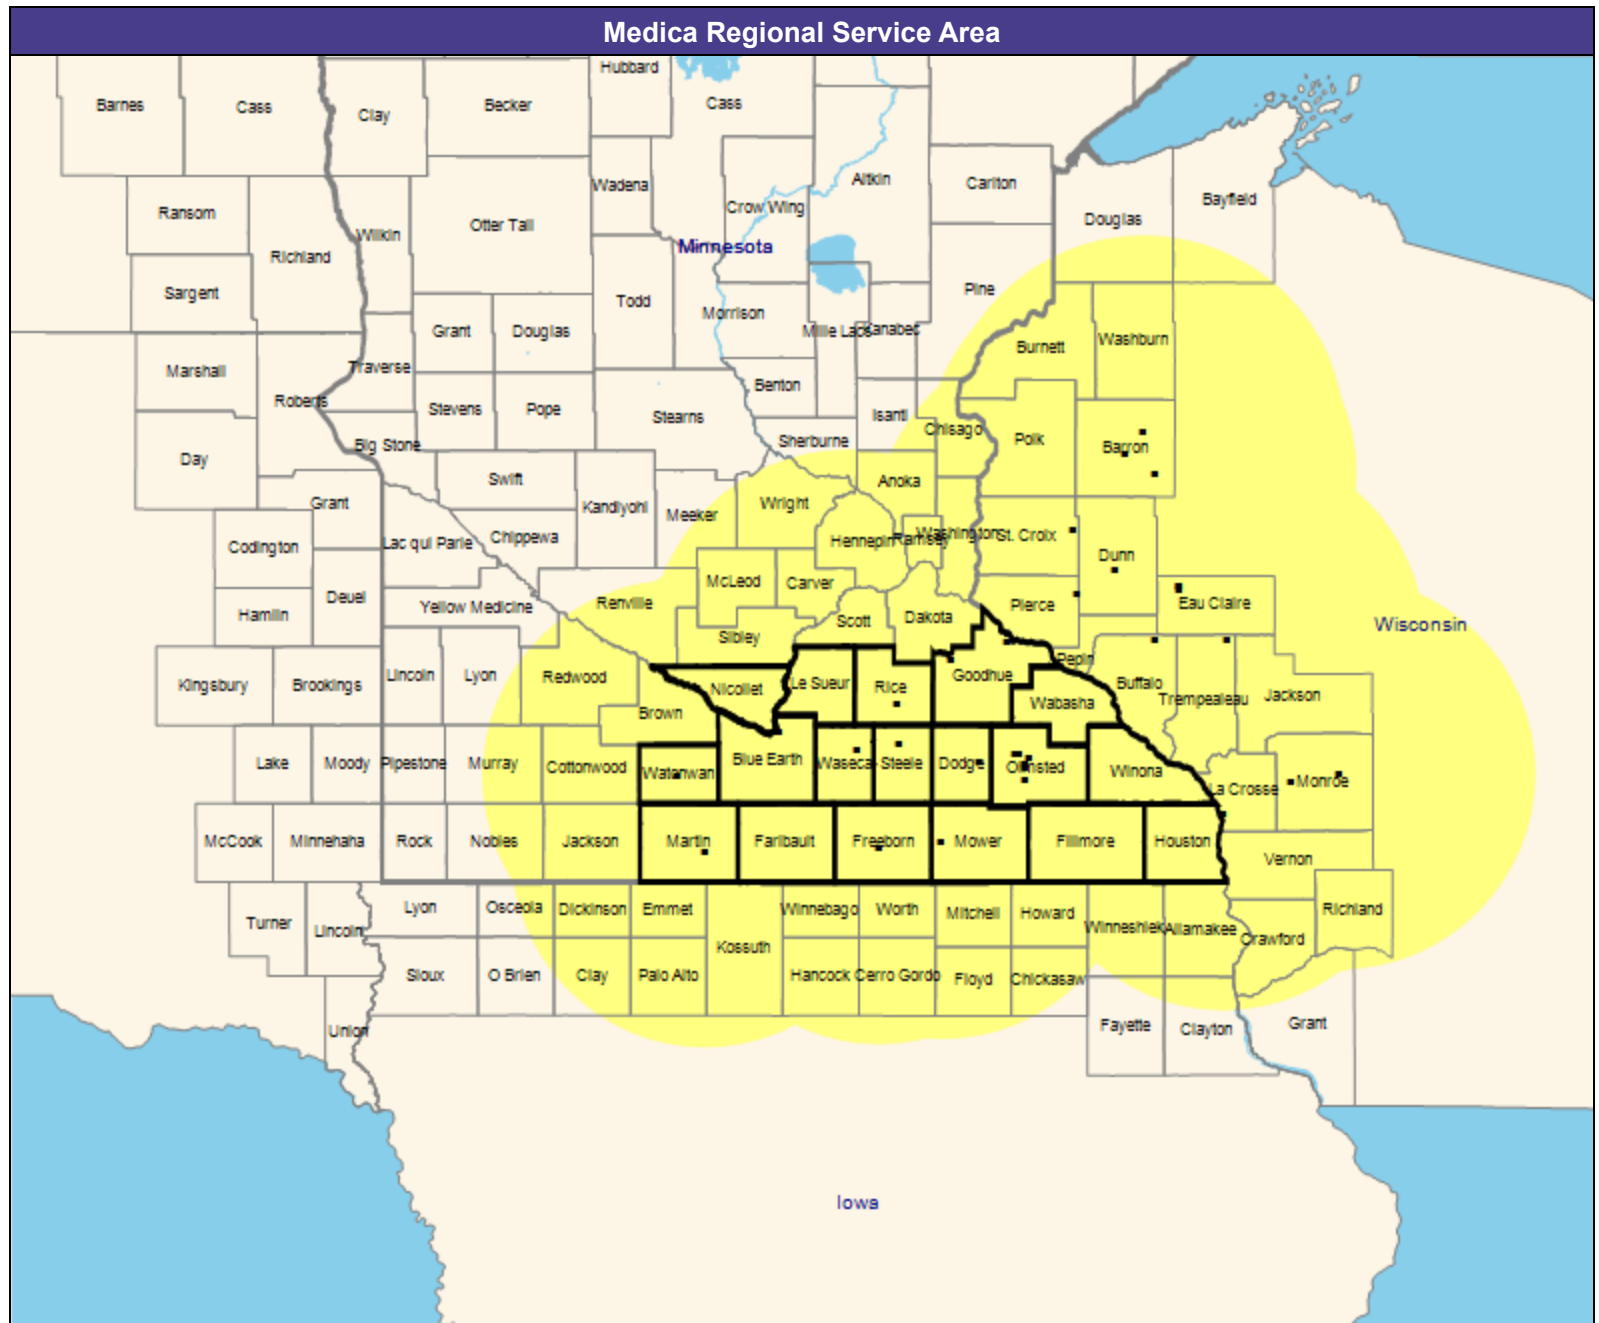 Medica Regional Service Area
Hubbard
Barnes
Cass
Clay
Becker
Cass
Wadena
Crow Wing
Aitkin
Carlton
Ransom
Richland
Wilkin
Otter Tail
Minnesota
Douglas
Bayfield
Sargent
Todd
Morrison
Pine
Grant
Douglas
Mille Lacs
Kanabec
Burnett
Washburn
Marshall
Roberts
Traverse
Stevens
Pope
Stearns
Benton
Isanti
Chisago
Polk
Barron
Day
Big Stone
Sherburne
Grant
Swift
Kandiyohi
Meeker
Wright
Anoka
Codington
Lac qui Parle
Chippewa
Hennepin
Ramsey
Washington
St. Croix
Dunn
Hamlin
Deuel
Yellow Medicine
Renville
McLeod
Carver
Scott
Dakota
Pierce
Eau Claire
Wisconsin
Sibley
Pepin
Kingsbury
Brookings
Lincoln
Lyon
Redwood
Brown
Nicollet
Le Sueur
Rice
Goodhue
Wabasha
Buffalo
Trempealeau
Jackson
Lake
Moody
Pipestone
Murray
Cottonwood
Watonwan
Blue Earth
Waseca
Steele
Dodge
Olmsted
Winona
La Crosse
Monroe
McCook
Minnehaha
Rock
Nobles
Jackson
Martin
Faribault
Freeborn
Mower
Fillmore
Houston
Vernon
Turner
Lincoln
Lyon
Osceola
Dickinson
Emmet
Kossuth
Winnebago
Worth
Mitchell
Howard
Winneshiek
Allamakee
Crawford
Richland
Sioux
O Brien
Clay
Palo Alto
Hancock
Cerro Gordo
Floyd
Chickasaw
Union
Fayette
Clayton
Grant
Iowa